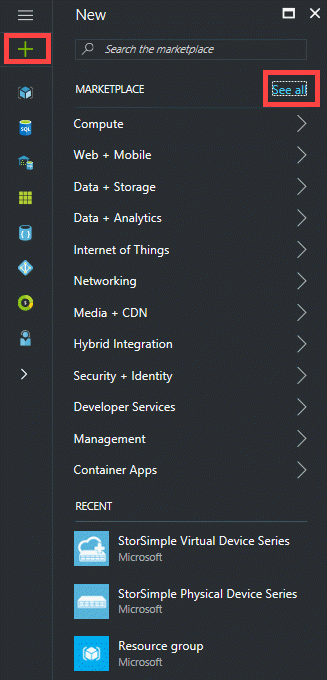 New
Search the marketplace
MARKETPLACE See all
Compute
Web + Mobile
Data + Storage
Data + Analytics
Internet of Things
Networking
Media + CDN
Hybrid Integration
Security + Identity
Developer Services
Management
Container Apps
RECENT
StorSimple Virtual Device Series
Microsoft
StorSimple Physical Device Series
Microsoft
Resource group
Microsoft